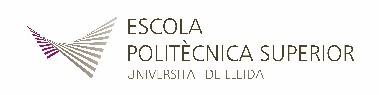 ESCOLA
POLITÈCNICA SUPERIOR
UNIVERSITAT DE LLEIDA